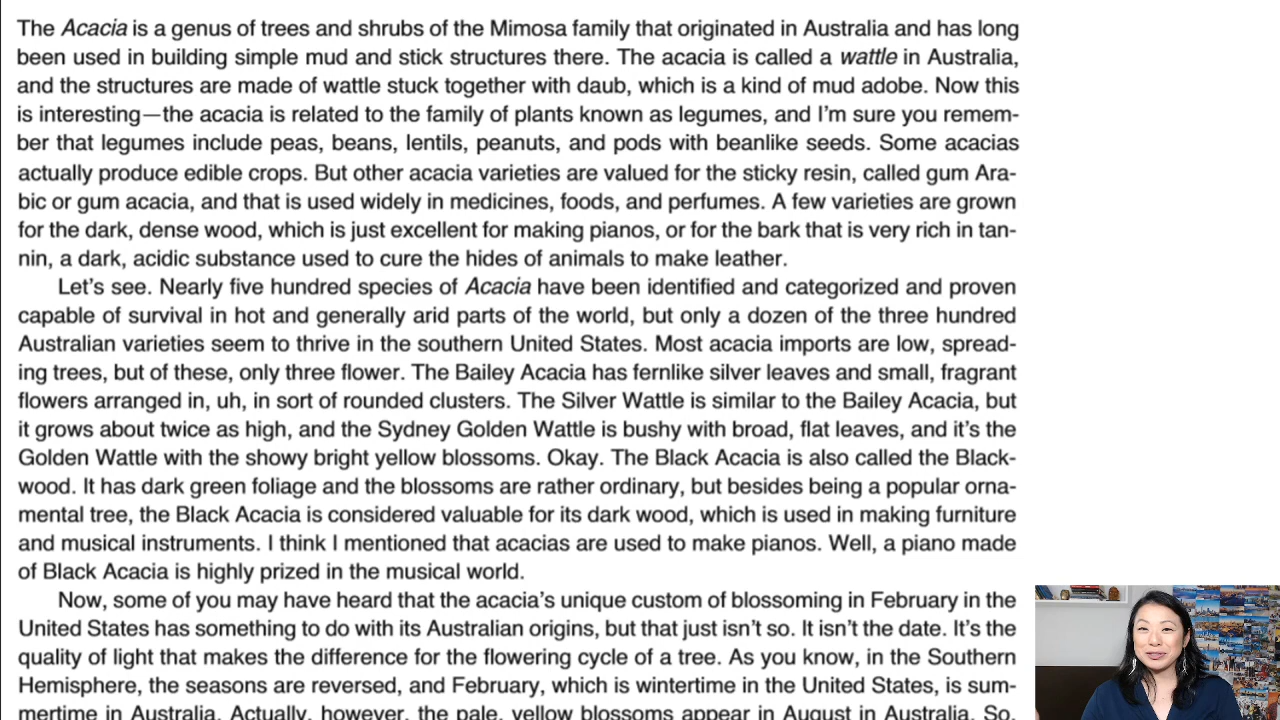 The Acacia is a genus of trees and shrubs of the Mimosa family that originated in Australia and has long
been used in building simple mud and stick structures there. The acacia is called a wattle in Australia,
and the structures are made of wattle stuck together with daub, which is a kind of mud adobe. Now this
is interesting—the acacia is related to the family of plants known as legumes, and I'm sure you remem-
ber that legumes include peas, beans, lentils, peanuts, and pods with beanlike seeds. Some acacias
actually produce edible crops. But other acacia varieties are valued for the sticky resin, called gum Ara-
bic or gum acacia, and that is used widely in medicines, foods, and perfumes. A few varieties are grown
for the dark, dense wood, which is just excellent for making pianos, or for the bark that is very rich in tan-
nin, a dark, acidic substance used to cure the hides of animals to make leather.
Let's see. Nearly five hundred species of Acacia have been identified and categorized and proven
capable of survival in hot and generally arid parts of the world, but only a dozen of the three hundred
Australian varieties seem to thrive in the southern United States. Most acacia imports are low, spread-
ing trees, but of these, only three flower. The Bailey Acacia has fernlike silver leaves and small, fragrant
flowers arranged in, uh, in sort of rounded clusters. The Silver Wattle is similar to the Bailey Acacia, but
it grows about twice as high, and the Sydney Golden Wattle is bushy with broad, flat leaves, and it's the
Golden Wattle with the showy bright yellow blossoms. Okay. The Black Acacia is also called the Black-
wood. It has dark green foliage and the blossoms are rather ordinary, but besides being a popular orna-
mental tree, the Black Acacia is considered valuable for its dark wood, which is used in making furniture
and musical instruments. I think I mentioned that acacias are used to make pianos. Well, a piano made
of Black Acacia is highly prized in the musical world.
Now, some of you may have heard that the acacia's unique custom of blossoming in February in the
United States has something to do with its Australian origins, but that just isn't so. It isn't the date. It's the
quality of light that makes the difference for the flowering cycle of a tree. As you know, in the Southern
Hemisphere, the seasons are reversed, and February, which is wintertime in the United States, is sum-
mertime in Australia. Actually, however, the pale, yellow blossoms appear in August in Australia. So,